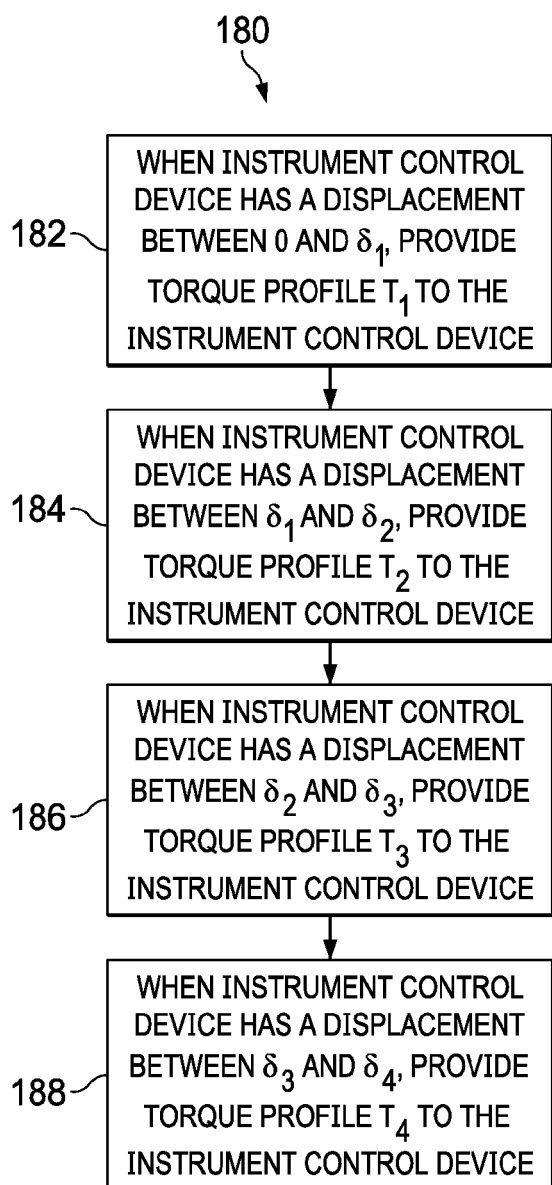 180
182
WHEN INSTRUMENT CONTROL
DEVICE HAS A DISPLACEMENT
BETWEEN 0 AND δ₁, PROVIDE
TORQUE PROFILE T₁ TO THE
INSTRUMENT CONTROL DEVICE
184
WHEN INSTRUMENT CONTROL
DEVICE HAS A DISPLACEMENT
BETWEEN δ₁ AND δ₂, PROVIDE
TORQUE PROFILE T₂ TO THE
INSTRUMENT CONTROL DEVICE
186
WHEN INSTRUMENT CONTROL
DEVICE HAS A DISPLACEMENT
BETWEEN δ₂ AND δ₃, PROVIDE
TORQUE PROFILE T₃ TO THE
INSTRUMENT CONTROL DEVICE
188
WHEN INSTRUMENT CONTROL
DEVICE HAS A DISPLACEMENT
BETWEEN δ₃ AND δ₄, PROVIDE
TORQUE PROFILE T₄ TO THE
INSTRUMENT CONTROL DEVICE